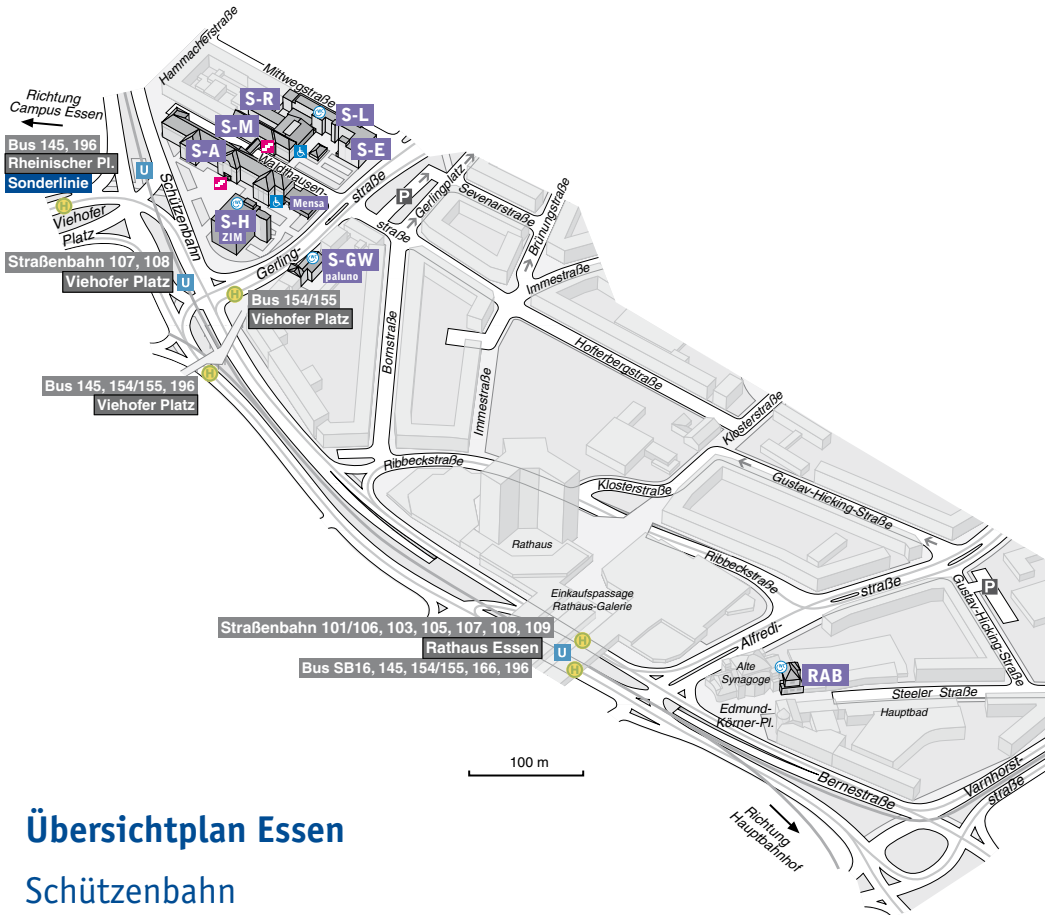 Hammacherstraße
Mittwegstraße
Richtung
Campus Essen
S-R
S-L
S-M
S-E
S-A
Bus 145, 196
Rheinischer Pl.
Sonderlinie
U
U
Waldthausen-
straße
P
Gerlingplatz
Sevenarstraße
Brünungstraße
Mensa
H
Viehofer
Platz
Schützenbahn
S-H
ZIM
Gerling-
straße
S-GW
paluno
Straßenbahn 107, 108
Viehofer Platz
U
Immestraße
H
Bus 154/155
Viehofer Platz
Bornstraße
Hofterbergstraße
H
Bus 145, 154/155, 196
Viehofer Platz
Immestraße
Klosterstraße
Ribbeckstraße
Klosterstraße
Gustav-Hicking-Straße
Rathaus
Ribbeckstraße
straße
P
Gustav-Hicking-Straße
Einkaufspassage
Rathaus-Galerie
Straßenbahn 101/106, 103, 105, 107, 108, 109
H
Rathaus Essen
U
Bus SB16, 145, 154/155, 166, 196
H
Alfredi-
Alte
Synagoge
RAB
Steeler Straße
Edmund-
Körner-Pl.
Hauptbad
100 m
Bernestraße
Varnhorst-
straße
Richtung
Hauptbahnhof
Übersichtplan Essen
Schützenbahn